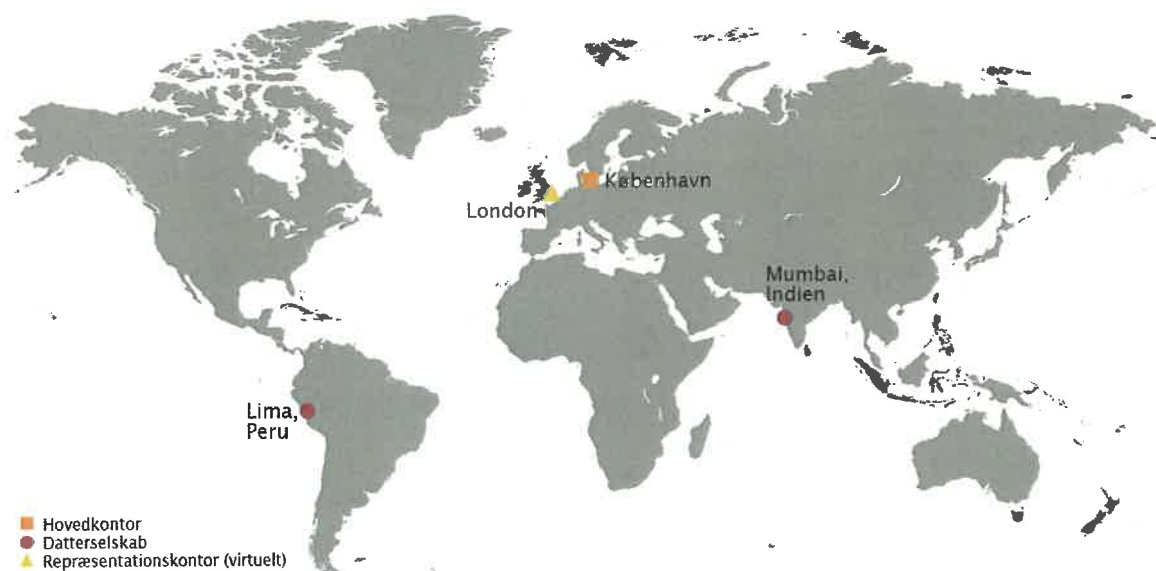 København
London
Mumbai,
Indien
Lima,
Peru
Hovedkontor
Datterselskab
Repræsentationskontor (virtuelt)